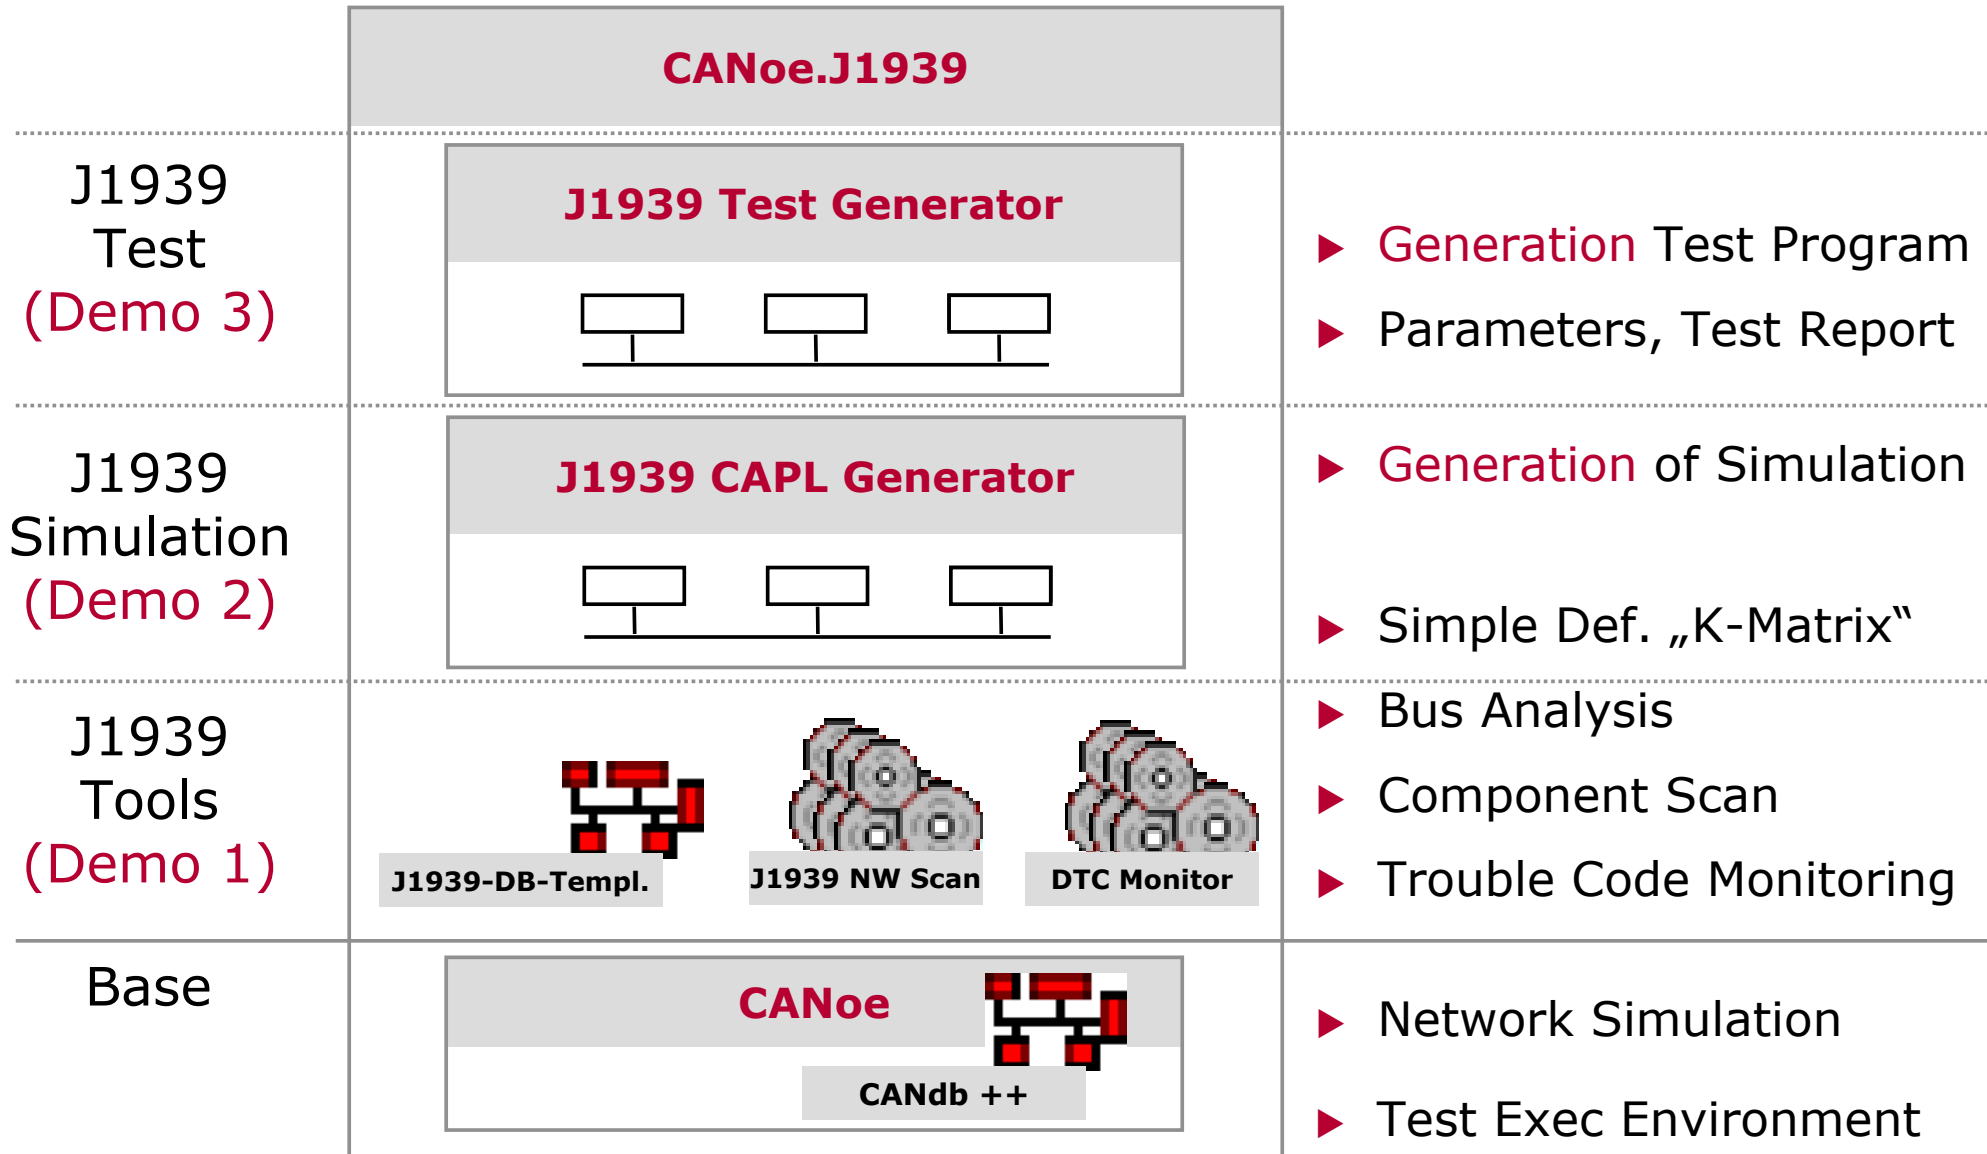 CANoe.J1939
J1939
Test
(Demo 3)
J1939 Test Generator
► Generation Test Program
► Parameters, Test Report
J1939
Simulation
(Demo 2)
J1939 CAPL Generator
► Generation of Simulation
► Simple Def. „K-Matrix“
J1939
Tools
(Demo 1)
J1939-DB-Templ.
J1939 NW Scan
DTC Monitor
► Bus Analysis
► Component Scan
► Trouble Code Monitoring
Base
CANoe
CANdb ++
► Network Simulation
► Test Exec Environment